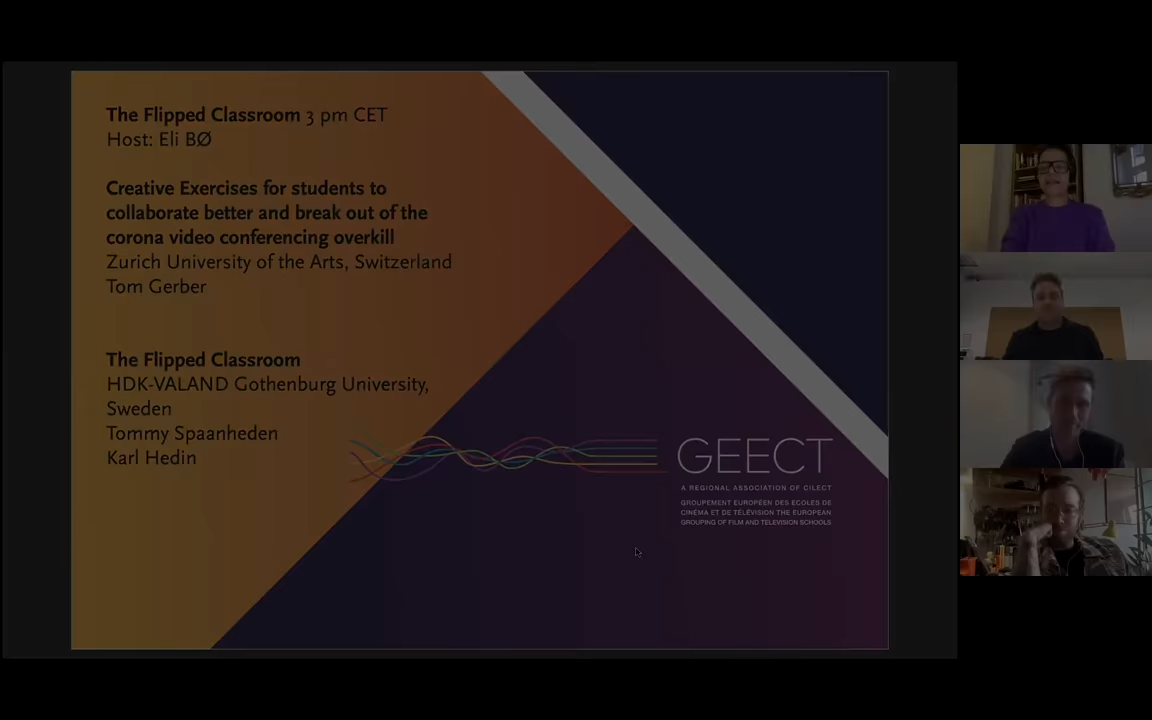 The Flipped Classroom 3 pm CET
Host: Eli BØ
Creative Exercises for students to
collaborate better and break out of the
corona video conferencing overkill
Zurich University of the Arts, Switzerland
Tom Gerber
The Flipped Classroom
HDK-VALAND Gothenburg University,
Sweden
Tommy Spaanheden
Karl Hedin
GEECT
A REGIONAL ASSOCIATION OF CILECT
GROUPEMENT EUROPÉEN DES ECOLES DE
CINÉMA ET DE TÉLÉVISION THE EUROPEAN
GROUPING OF FILM AND TELEVISION SCHOOLS